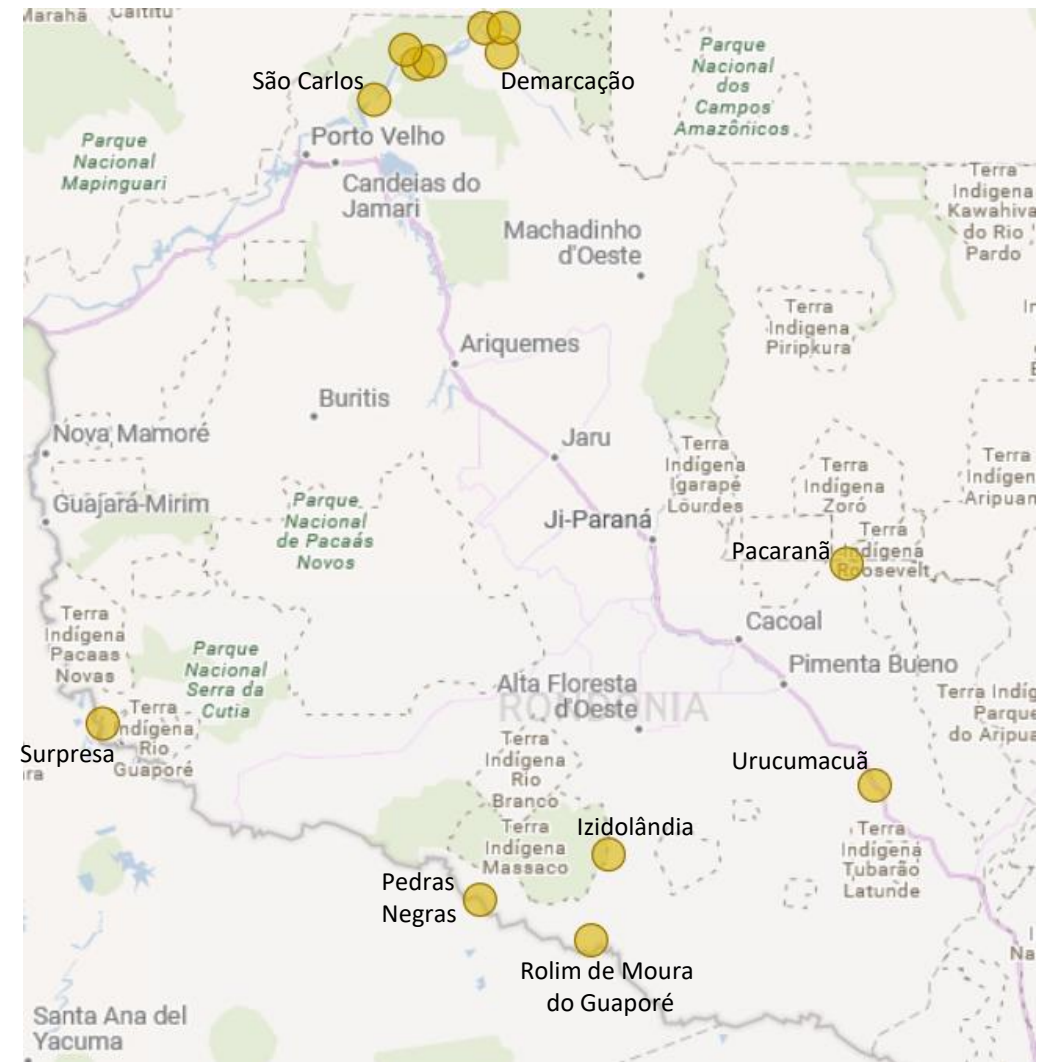 Marahã
Caititu
São Carlos
Demarcação
Parque
Nacional
dos
Campos
Amazônicos
Parque
Nacional
Mapinguari
Porto Velho
Candeias do
Jamari
Machadinho
d'Oeste
Terra
Indígena
Kawahiva
do Rio
Pardo
Terra
Indígena
Piripkura
Ariquemes
Buritis
Nova Mamoré
Jaru
Terra
Indígena
Igarapé
Lourdes
Terra
Indígena
Zoró
Terra
Indígen
Aripuan
Guajará-Mirim
Parque
Nacional
de Pacaás
Novos
Ji-Paraná
Pacaranã
Terra
Indígena
Roosevelt
Terra
Indígena
Pacaas
Novas
Parque
Nacional
Serra da
Cutia
Cacoal
Pimenta Bueno
Alta Floresta
d'Oeste
RONDÔNIA
Terra Indíg
Parque
do Aripua
Surpresa
Terra
Indígena
Rio
Guaporé
Terra
Indígena
Rio
Branco
Urucumacuã
Terra
Indígena
Massaco
Izidolândia
Terra
Indígena
Tubarão
Latunde
Pedras
Negras
Rolim de Moura
do Guaporé
Na
Santa Ana del
Yacuma